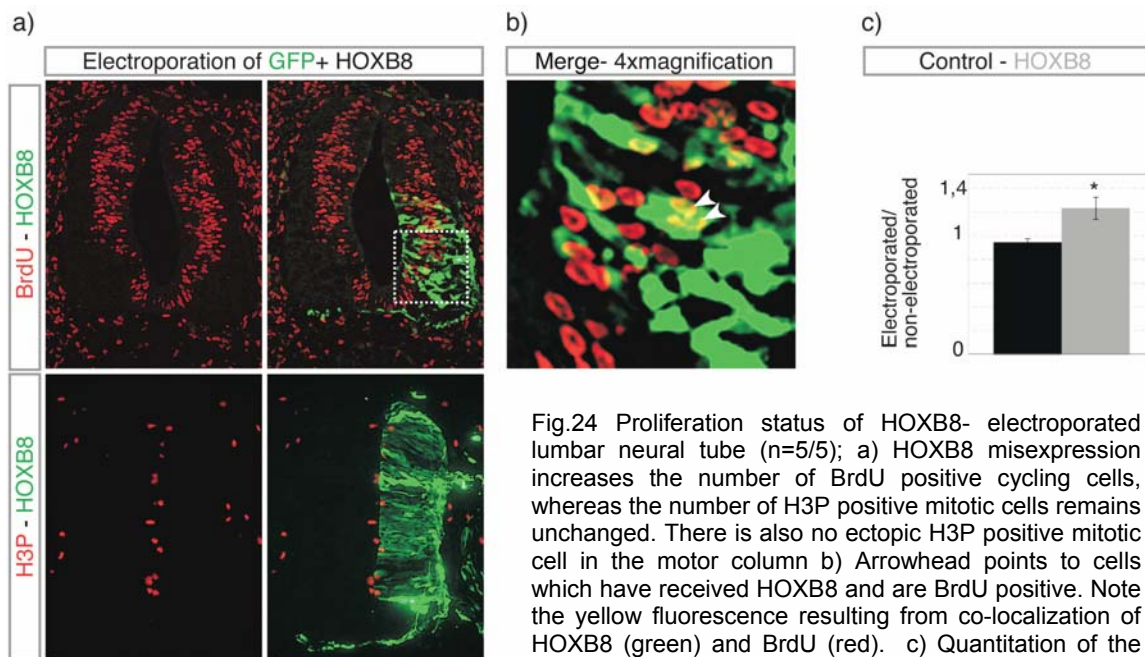 a)
Electroporation of GFP+ HOXB8
BrdU - HOXB8
H3P - HOXB8
b)
Merge- 4xmagnification
c)
Control - HOXB8
Electroporated/
non-electroporated
1,4
1
0
*
Fig.24 Proliferation status of HOXB8- electroporated
lumbar neural tube (n=5/5); a) HOXB8 misexpression
increases the number of BrdU positive cycling cells,
whereas the number of H3P positive mitotic cells remains
unchanged. There is also no ectopic H3P positive mitotic
cell in the motor column b) Arrowhead points to cells
which have received HOXB8 and are BrdU positive. Note
the yellow fluorescence resulting from co-localization of
HOXB8 (green) and BrdU (red). c) Quantitation of the